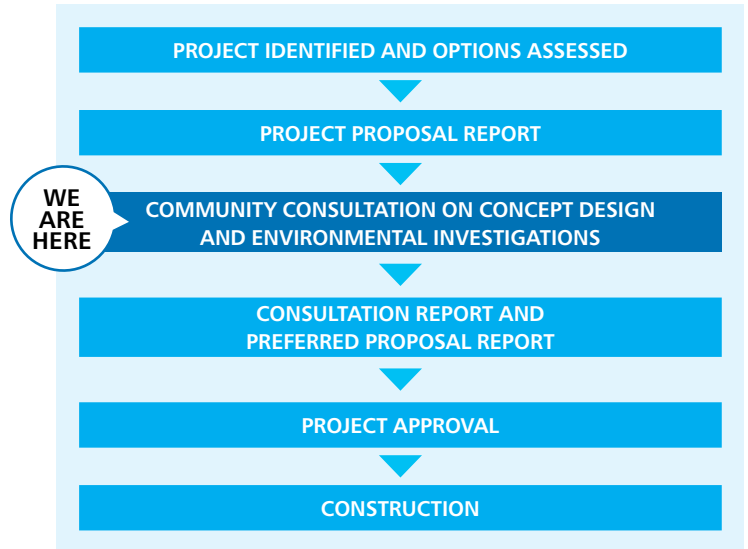 PROJECT IDENTIFIED AND OPTIONS ASSESSED
PROJECT PROPOSAL REPORT
WE
ARE
HERE
COMMUNITY CONSULTATION ON CONCEPT DESIGN
AND ENVIRONMENTAL INVESTIGATIONS
CONSULTATION REPORT AND
PREFERRED PROPOSAL REPORT
PROJECT APPROVAL
CONSTRUCTION